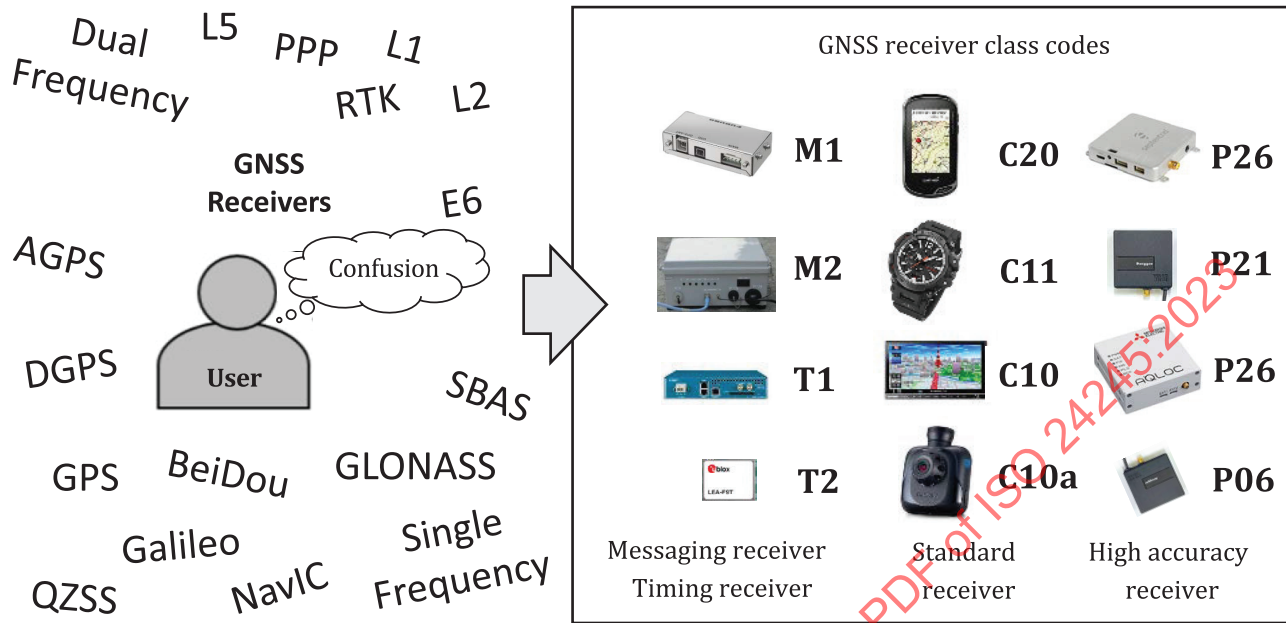 Dual
Frequency
L5
PPP
L1
RTK
L2
GNSS
Receivers
E6
AGPS
Confusion
DGPS
User
SBAS
GPS
BeiDou
GLONASS
Galileo
Single
Frequency
QZSS
NavIC
GNSS receiver class codes
M1
C20
P26
M2
C11
P21
T1
C10
AQLOC
P26
blox
LEA-F9T
T2
C10a
P06
Messaging receiver
Timing receiver
Standard
receiver
High accuracy
receiver
PDF of ISO 24245:2023